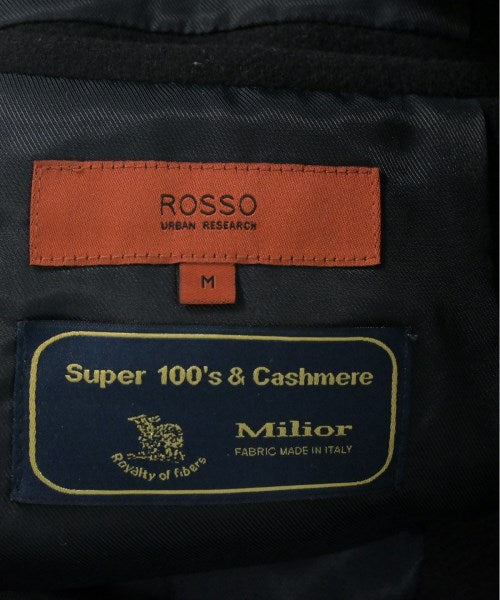 ROSSO
URBAN RESEARCH
M
Super 100's & Cashmere
Royalty of fibers
Milior
FABRIC MADE IN ITALY